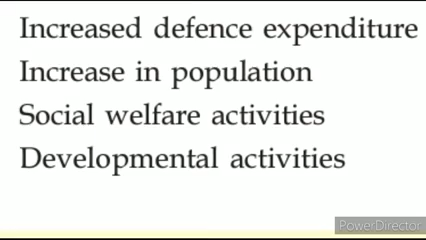 Increased defence expenditure
Increase in population
Social welfare activities
Developmental activities
PowerDirector